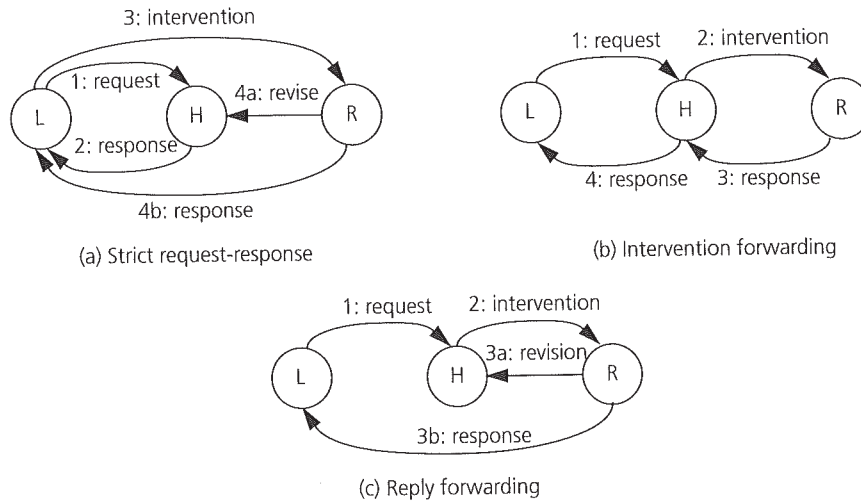 3: intervention
1: request
4a: revise
L
H
R
2: response
4b: response
(a) Strict request-response
1: request
2: intervention
L
H
R
4: response
3: response
(b) Intervention forwarding
1: request
2: intervention
3a: revision
L
H
R
3b: response
(c) Reply forwarding